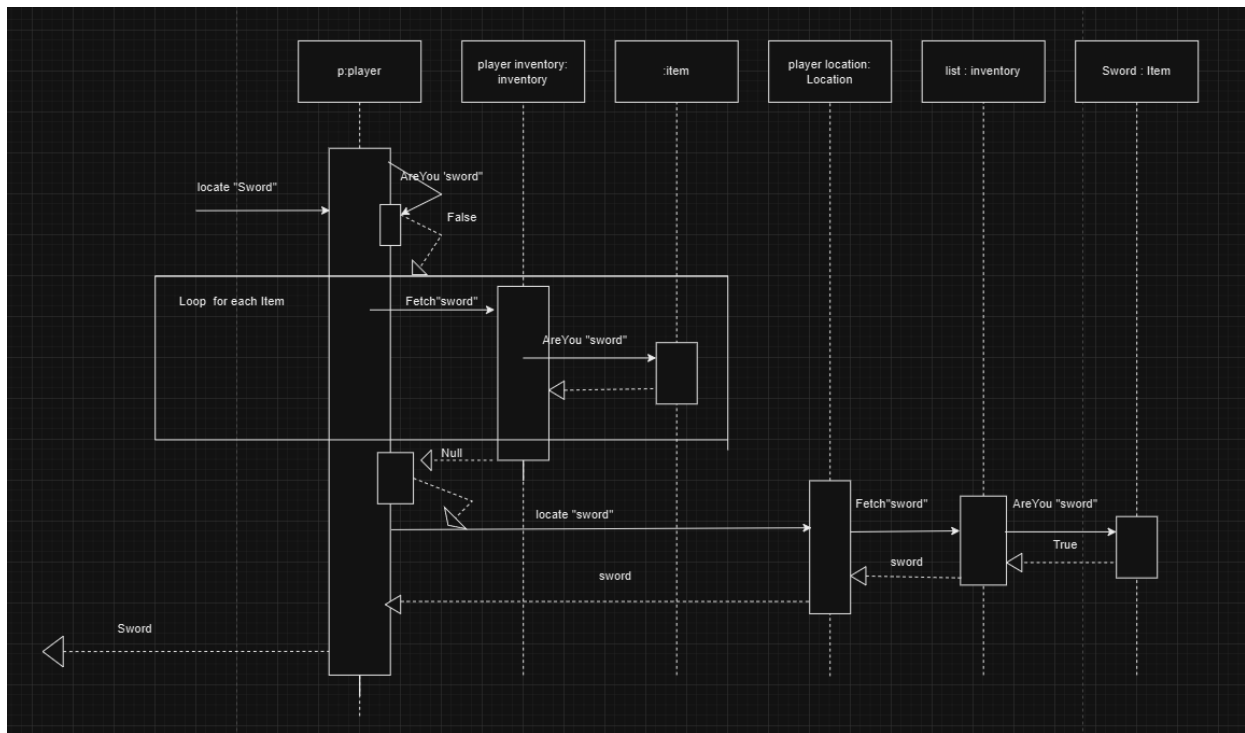 p:player
player inventory:
inventory
:item
player location:
Location
list : inventory
Sword : Item
AreYou 'sword"
locate "Sword"
False
Loop  for each Item
Fetch"sword"
AreYou "sword"
Null
locate "sword"
Fetch"sword"
AreYou "sword"
True
sword
sword
Sword